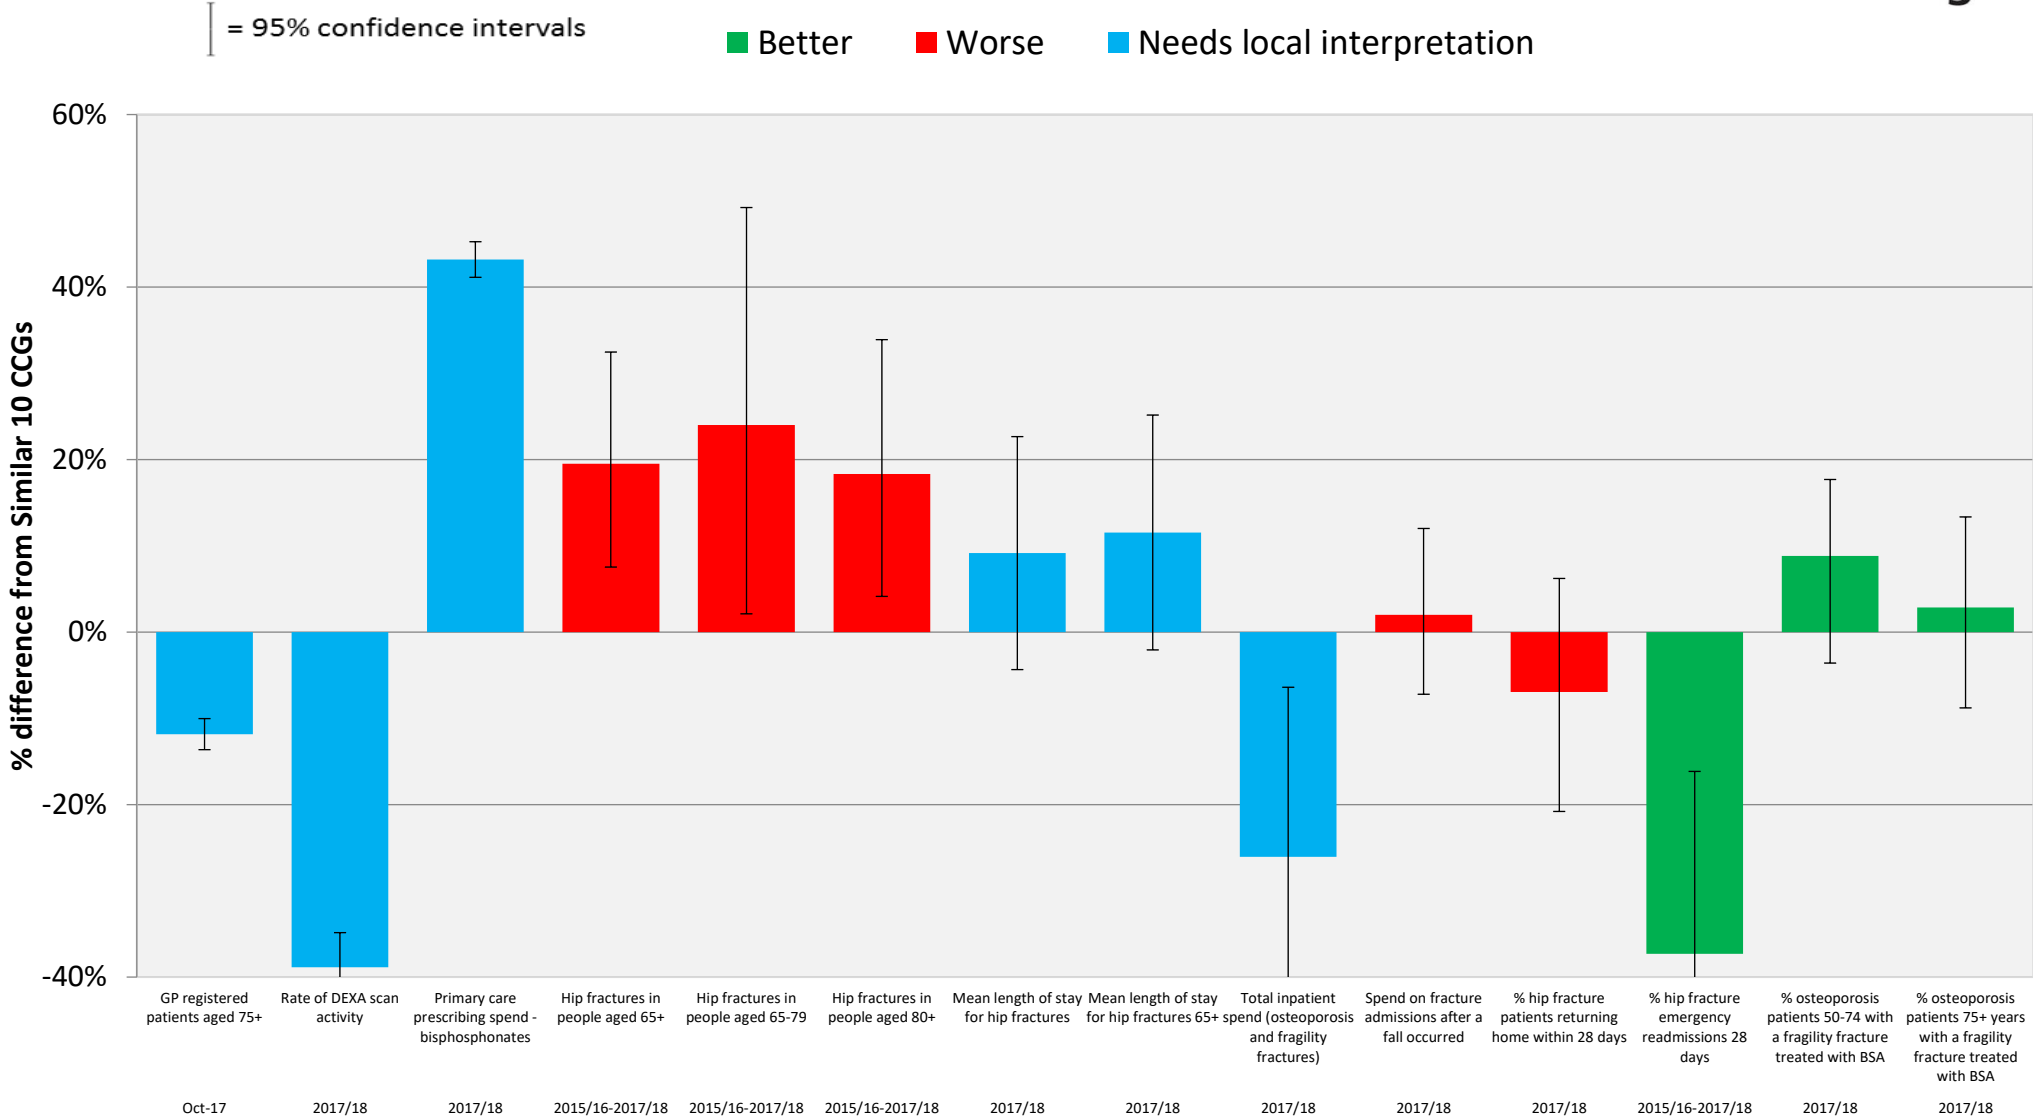 = 95% confidence intervals
Better Worse Needs local interpretation
60%
40%
20%
0%
-20%
-40%
% difference from Similar 10 CCGs
GP registered
patients aged 75+
Oct-17
Rate of DEXA scan
activity
2017/18
Primary care
prescribing spend -
bisphosphonates
2017/18
Hip fractures in
people aged 65+
2015/16-2017/18
Hip fractures in
people aged 65-79
2015/16-2017/18
Hip fractures in
people aged 80+
2015/16-2017/18
Mean length of stay
for hip fractures
2017/18
Mean length of stay
for hip fractures 65+
2017/18
Total inpatient
spend (osteoporosis
and fragility
fractures)
2017/18
Spend on fracture
admissions after a
fall occurred
2017/18
% hip fracture
patients returning
home within 28 days
2017/18
% hip fracture
emergency
readmissions 28
days
2015/16-2017/18
% osteoporosis
patients 50-74 with
a fragility fracture
treated with BSA
2017/18
% osteoporosis
patients 75+ years
with a fragility
fracture treated
with BSA
2017/18